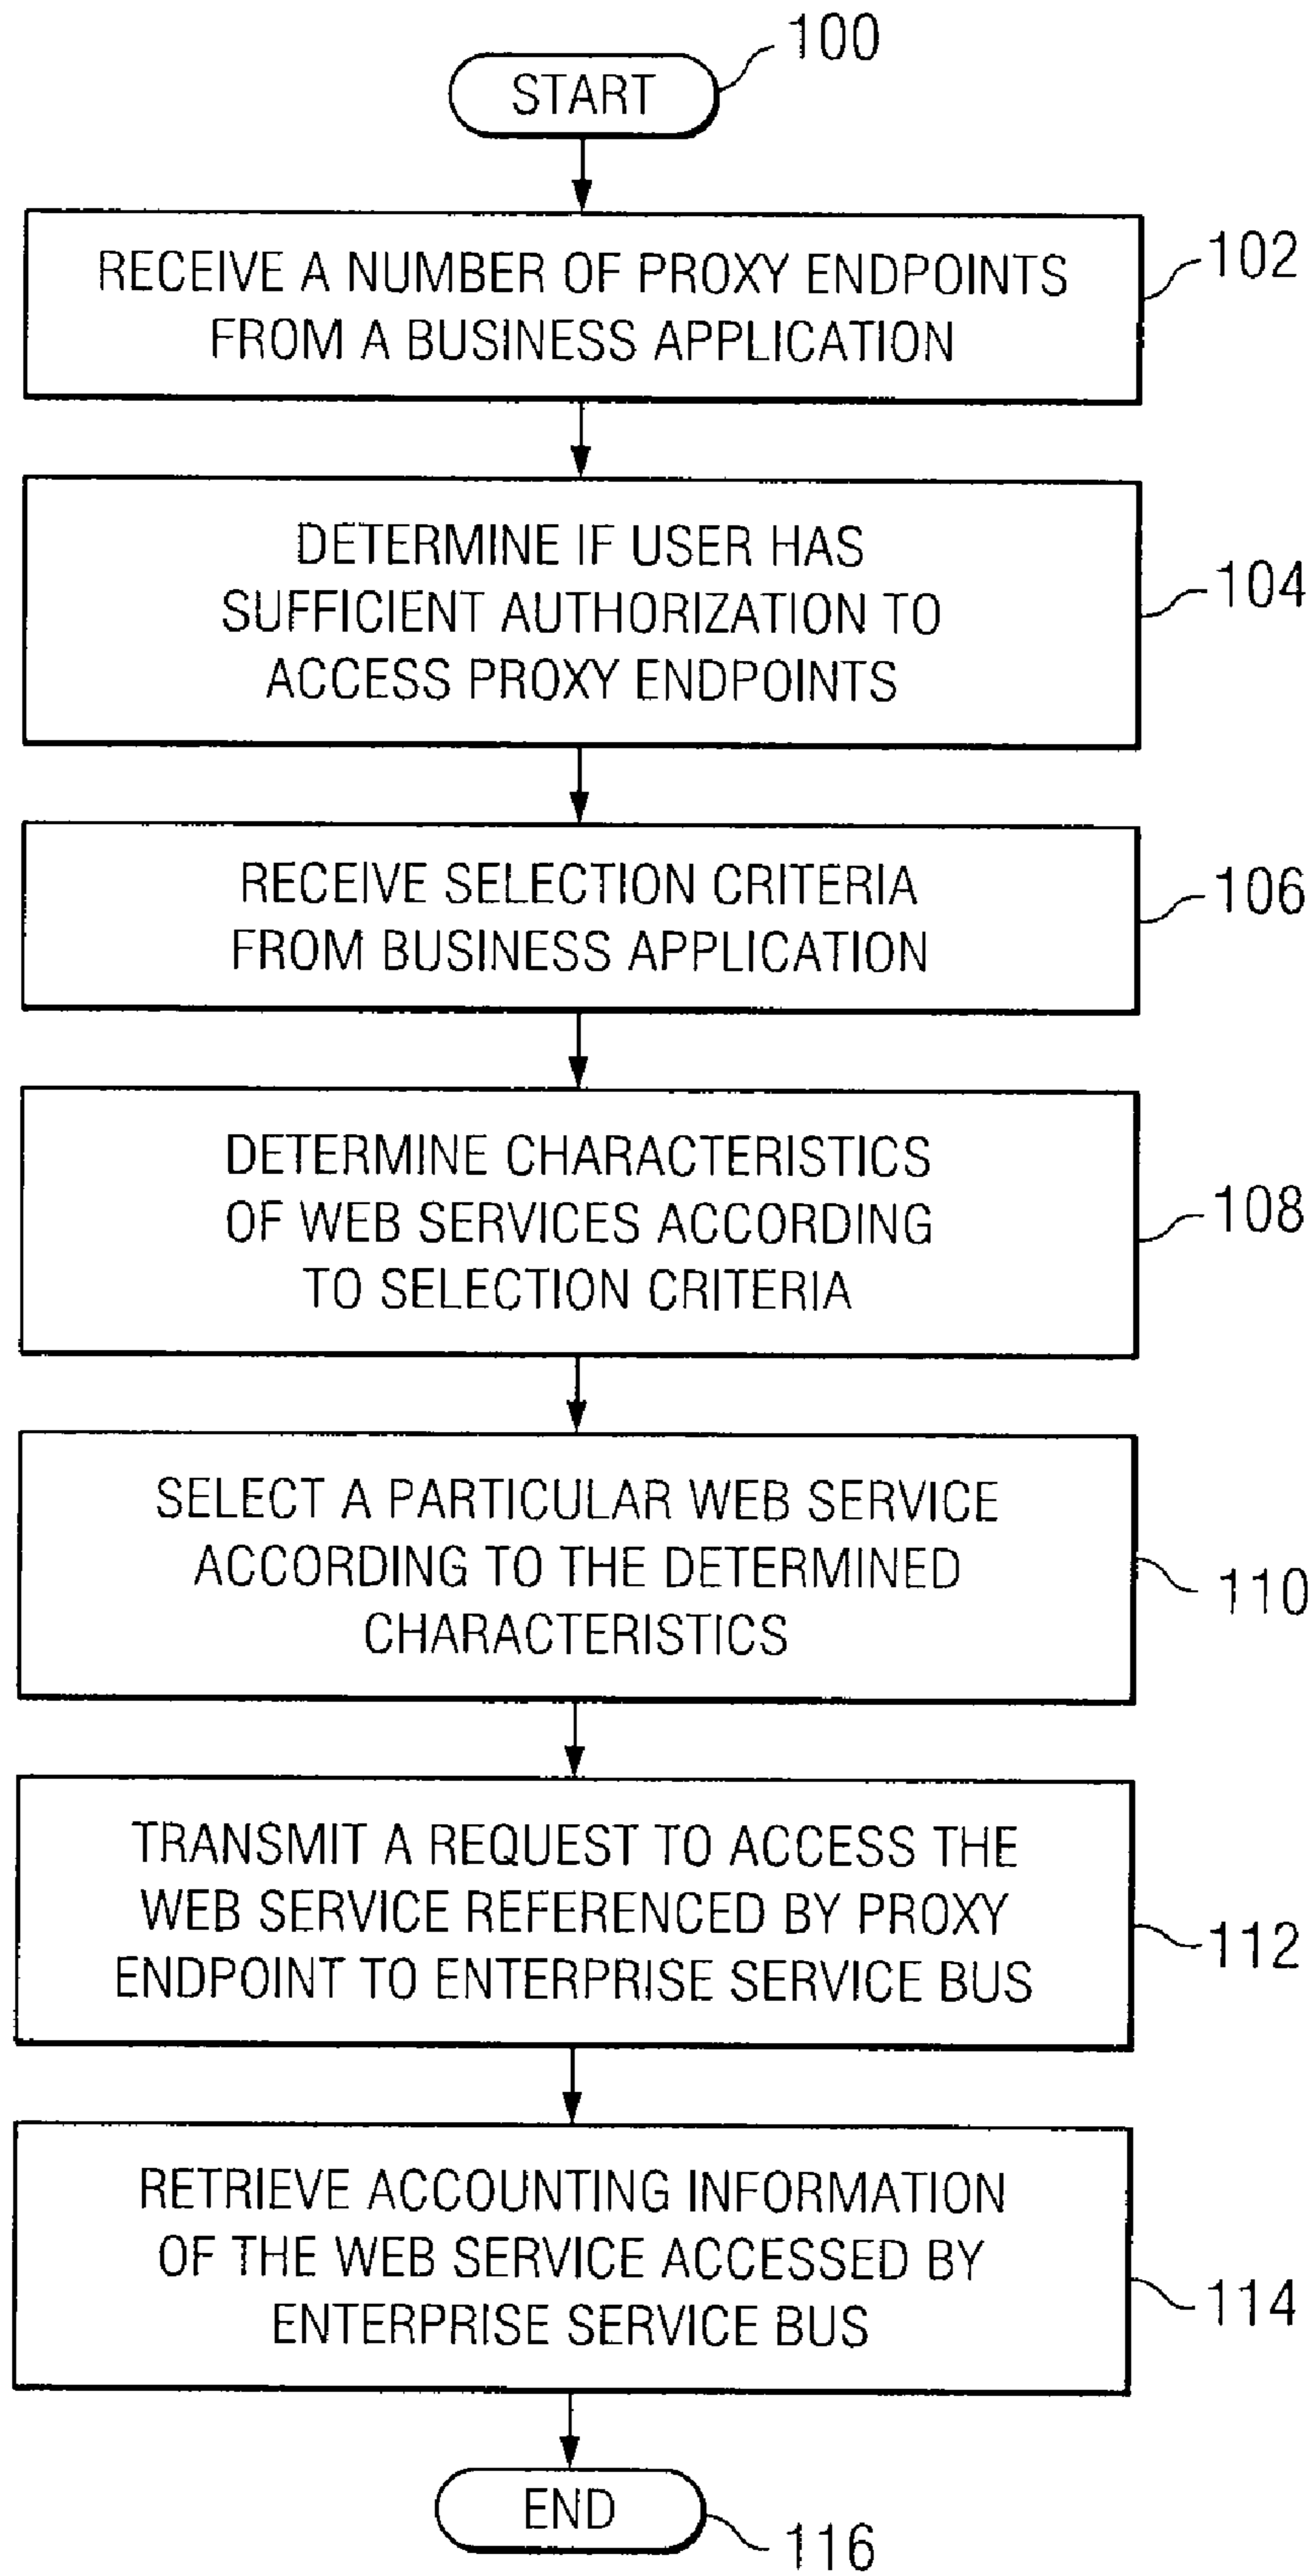 100
START
RECEIVE A NUMBER OF PROXY ENDPOINTS
FROM A BUSINESS APPLICATION
102
DETERMINE IF USER HAS
SUFFICIENT AUTHORIZATION TO
ACCESS PROXY ENDPOINTS
104
RECEIVE SELECTION CRITERIA
FROM BUSINESS APPLICATION
106
DETERMINE CHARACTERISTICS
OF WEB SERVICES ACCORDING
TO SELECTION CRITERIA
108
SELECT A PARTICULAR WEB SERVICE
ACCORDING TO THE DETERMINED
CHARACTERISTICS
110
TRANSMIT A REQUEST TO ACCESS THE
WEB SERVICE REFERENCED BY PROXY
ENDPOINT TO ENTERPRISE SERVICE BUS
112
RETRIEVE ACCOUNTING INFORMATION
OF THE WEB SERVICE ACCESSED BY
ENTERPRISE SERVICE BUS
114
END
116